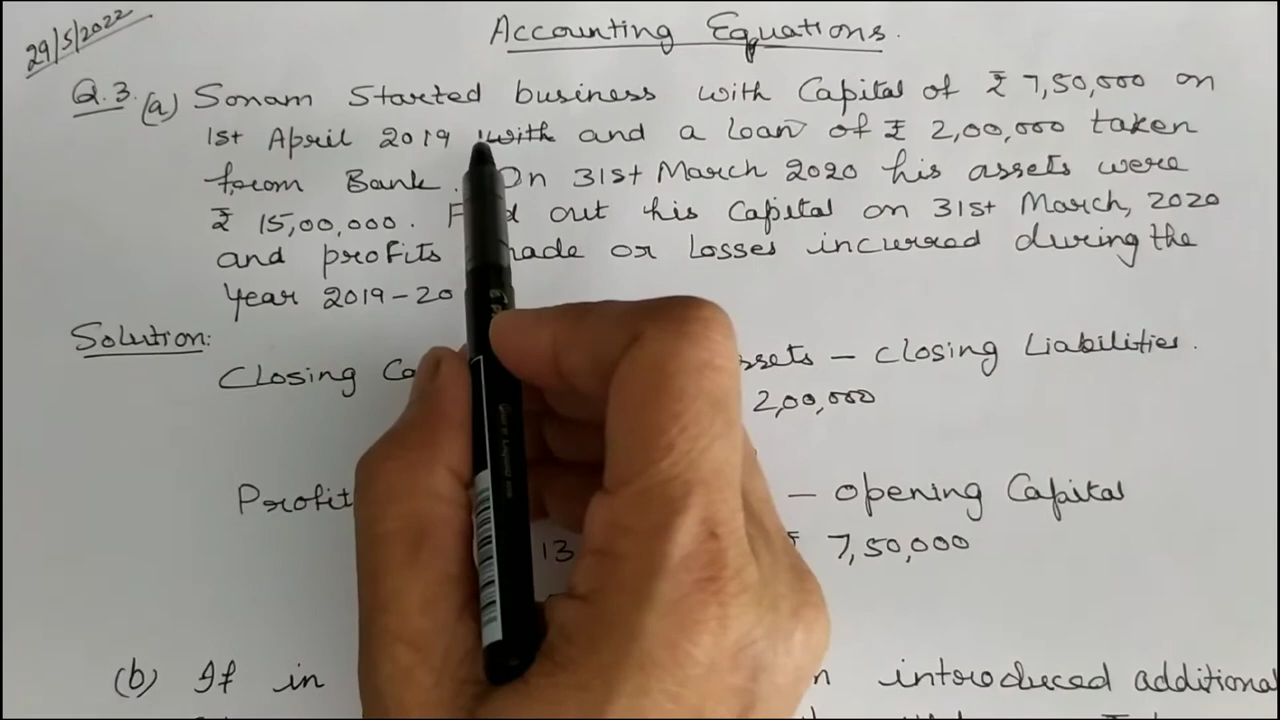 29/5/2022
Accounting Equations.
Q.3. (a) Sonam Started business with Capital of ₹ 7,50,000 on
1st April 2019 with and a loan of ₹ 2,00,000 taken
from Bank. On 31st March 2020 his assets were
₹ 15,00,000. out his Capital on 31st March, 2020
and profits or Losses incurred during the
Year 2019-20
Solution:
Closing - Closing Liabilities.
2,00,000
Profit - Opening Capital
13 ₹ 7,50,000
(b) If in introduced additional